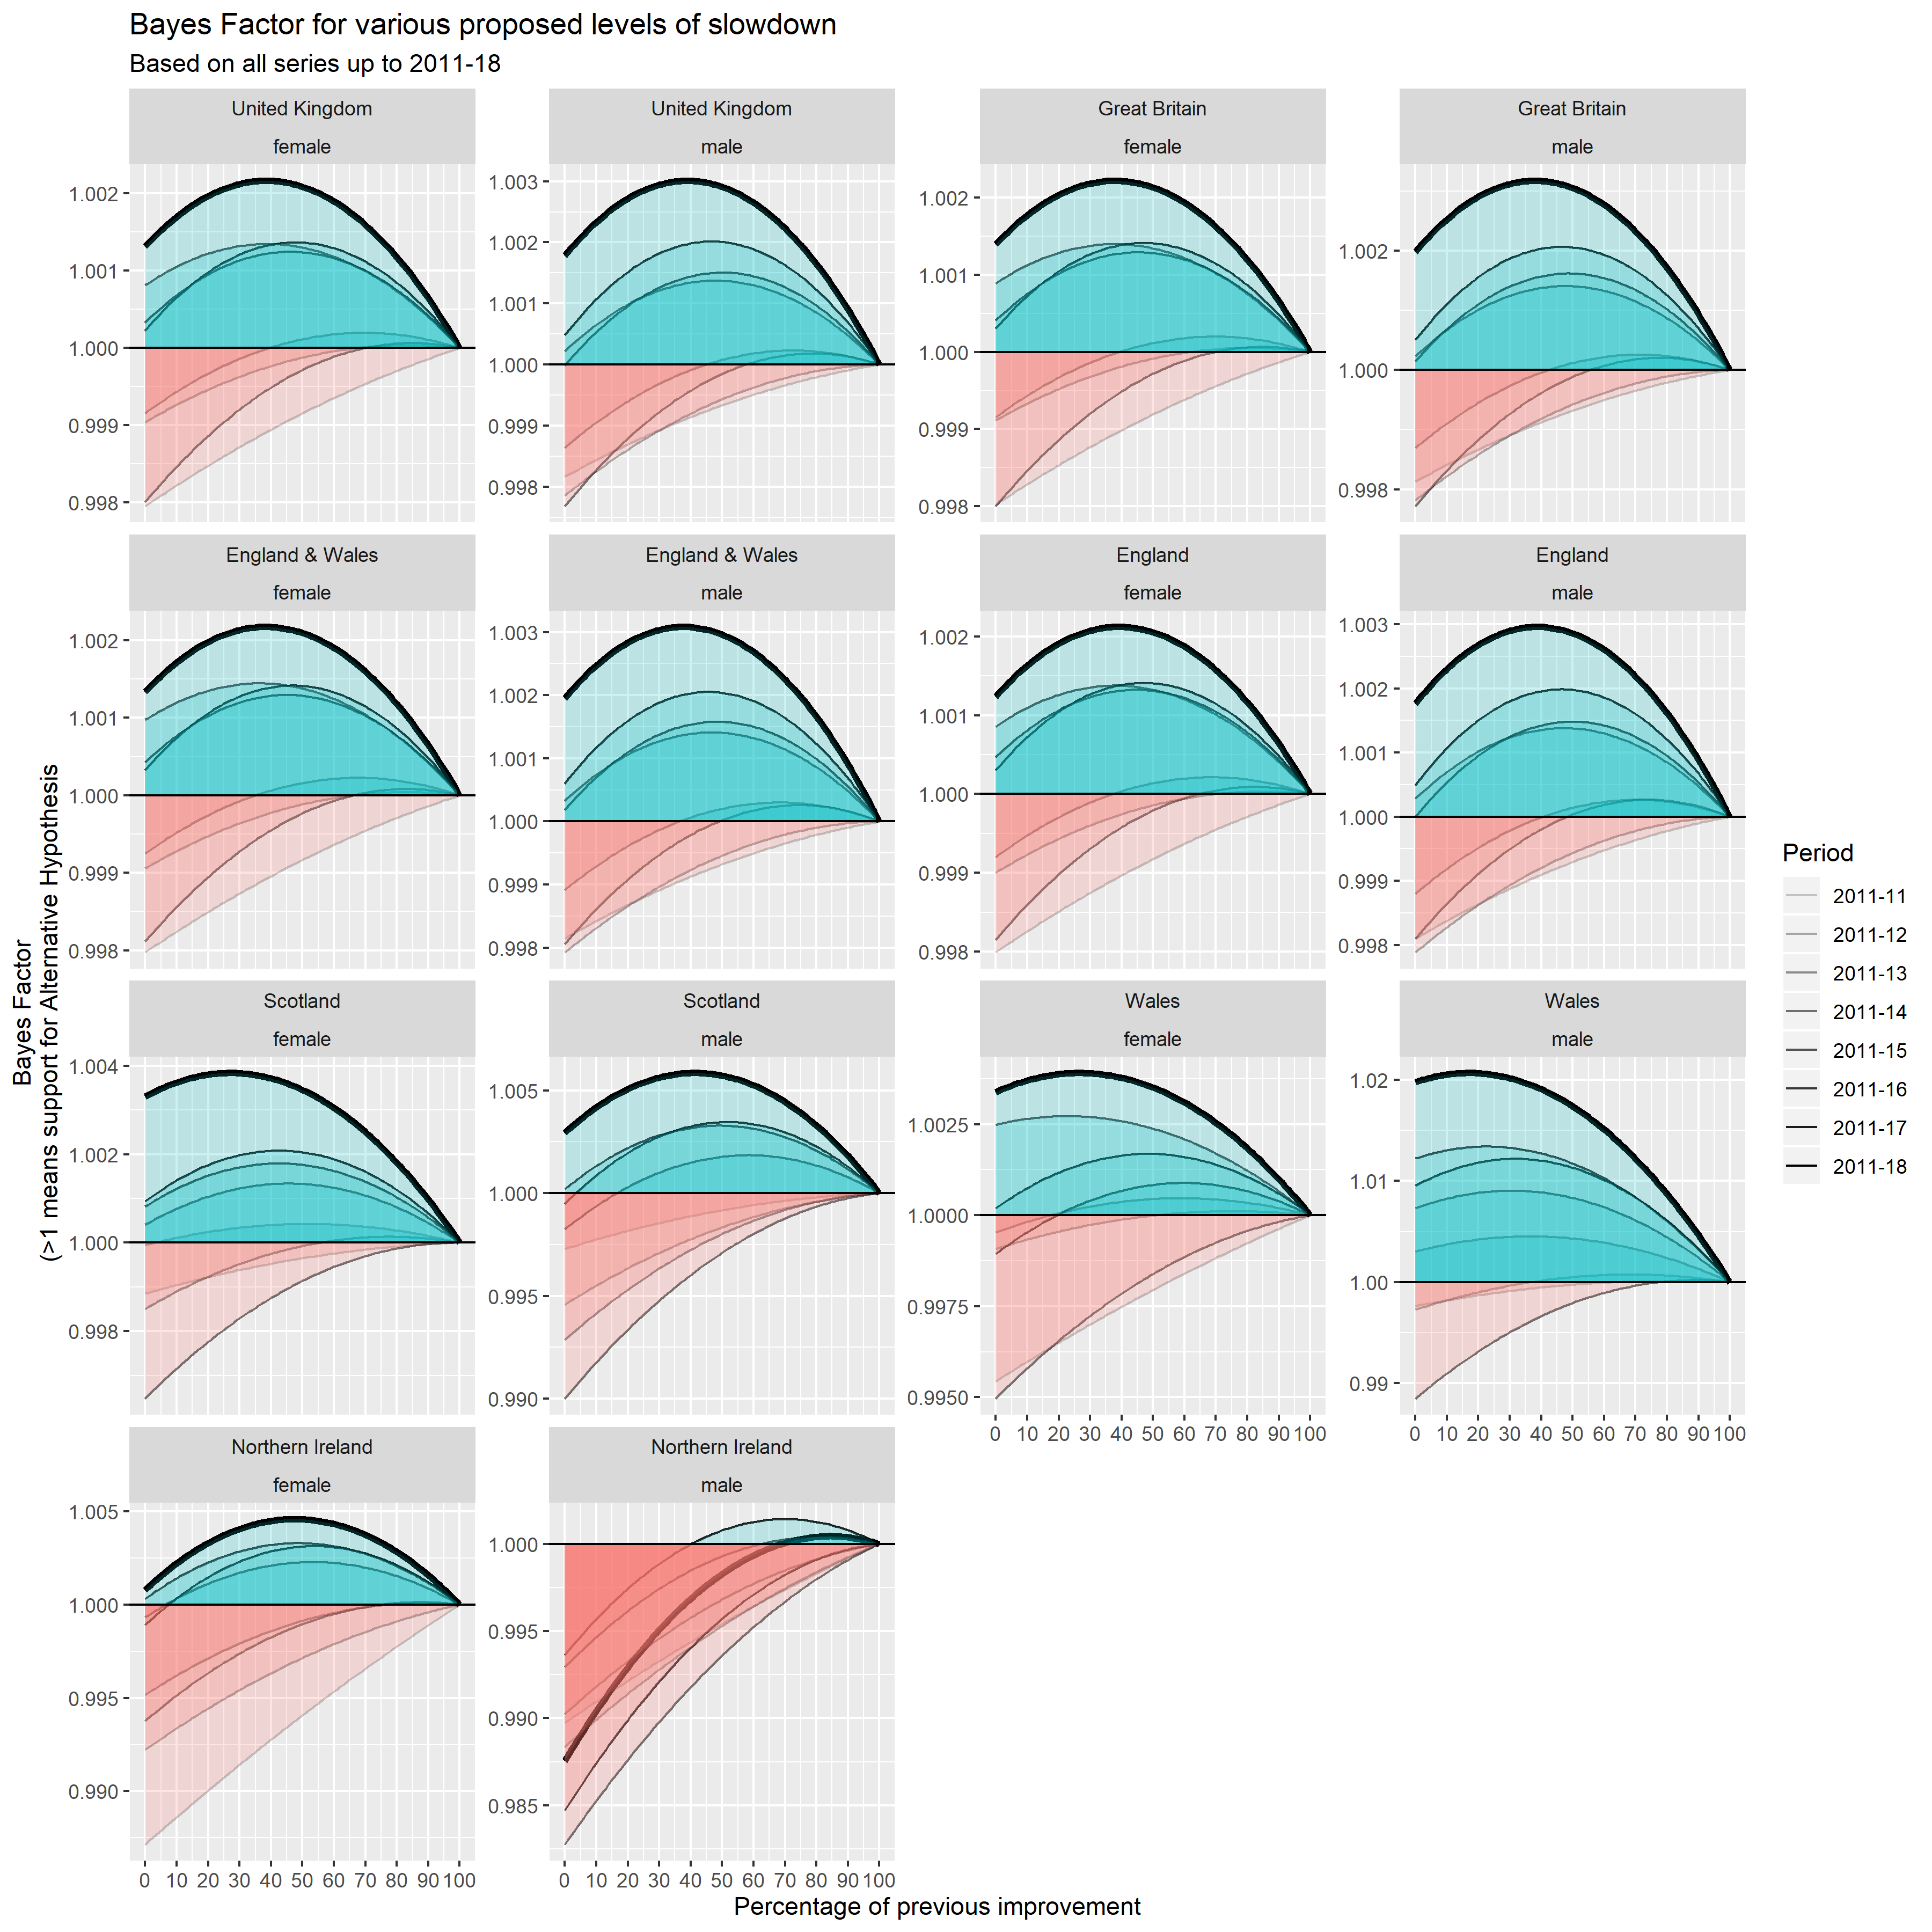 Bayes Factor for various proposed levels of slowdown
Based on all series up to 2011-18
United Kingdom
female
United Kingdom
male
Great Britain
female
Great Britain
male
1.002
1.001
1.000
0.999
0.998
1.003
1.002
1.001
1.000
0.999
0.998
1.002
1.001
1.000
0.999
0.998
1.002
1.000
0.998
England & Wales
female
England & Wales
male
England
female
England
male
1.002
1.001
1.000
0.999
0.998
1.003
1.002
1.001
1.000
0.999
0.998
1.002
1.001
1.000
0.999
0.998
1.003
1.002
1.001
1.000
0.999
0.998
Scotland
female
Scotland
male
Wales
female
Wales
male
1.004
1.002
1.000
0.998
1.005
1.000
0.995
0.990
1.0025
1.0000
0.9975
0.9950
1.02
1.01
1.00
0.99
0 10 20 30 40 50 60 70 80 90 100
0 10 20 30 40 50 60 70 80 90 100
Northern Ireland
female
Northern Ireland
male
1.005
1.000
0.995
0.990
1.000
0.995
0.990
0.985
0 10 20 30 40 50 60 70 80 90 100
0 10 20 30 40 50 60 70 80 90 100
Percentage of previous improvement
Bayes Factor
(>1 means support for Alternative Hypothesis
Period
2011-11
2011-12
2011-13
2011-14
2011-15
2011-16
2011-17
2011-18